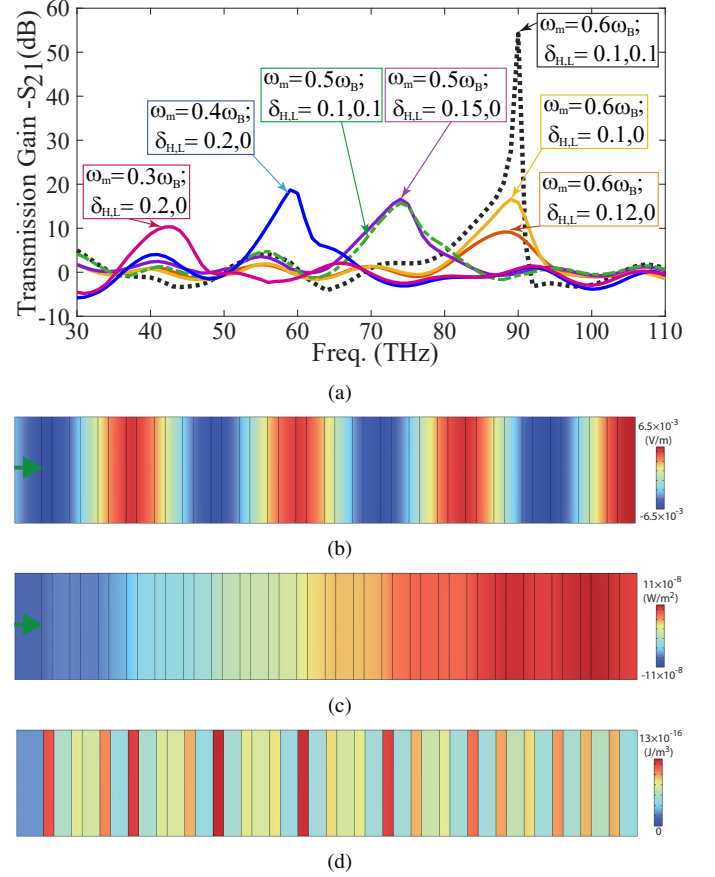 60
50
40
30
20
10
0
-10
Transmission Gain -S21(dB)
ωm=0.6ωB;
δH,L= 0.1,0.1
ωm=0.5ωB;
δH,L= 0.1,0.1
ωm=0.5ωB;
δH,L= 0.15,0
ωm=0.4ωB;
δH,L= 0.2,0
ωm=0.6ωB;
δH,L= 0.1,0
ωm=0.3ωB;
δH,L= 0.2,0
ωm=0.6ωB;
δH,L= 0.12,0
30 40 50 60 70 80 90 100 110
Freq. (THz)
(a)
6.5×10⁻³
(V/m)
-6.5×10⁻³
(b)
11×10⁻⁸
(W/m²)
-11×10⁻⁸
(c)
13×10⁻¹⁶
(J/m³)
0
(d)